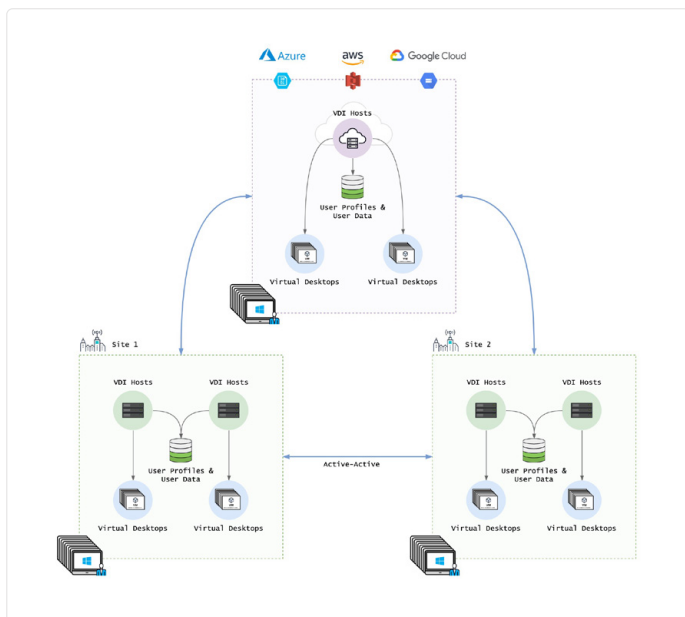 Azure
aws
Google Cloud
VDI Hosts
User Profiles &
User Data
Virtual Desktops
Virtual Desktops
Site 1
Site 2
VDI Hosts
VDI Hosts
VDI Hosts
VDI Hosts
User Profiles &
User Data
Active-Active
User Profiles &
User Data
Virtual Desktops
Virtual Desktops
Virtual Desktops
Virtual Desktops